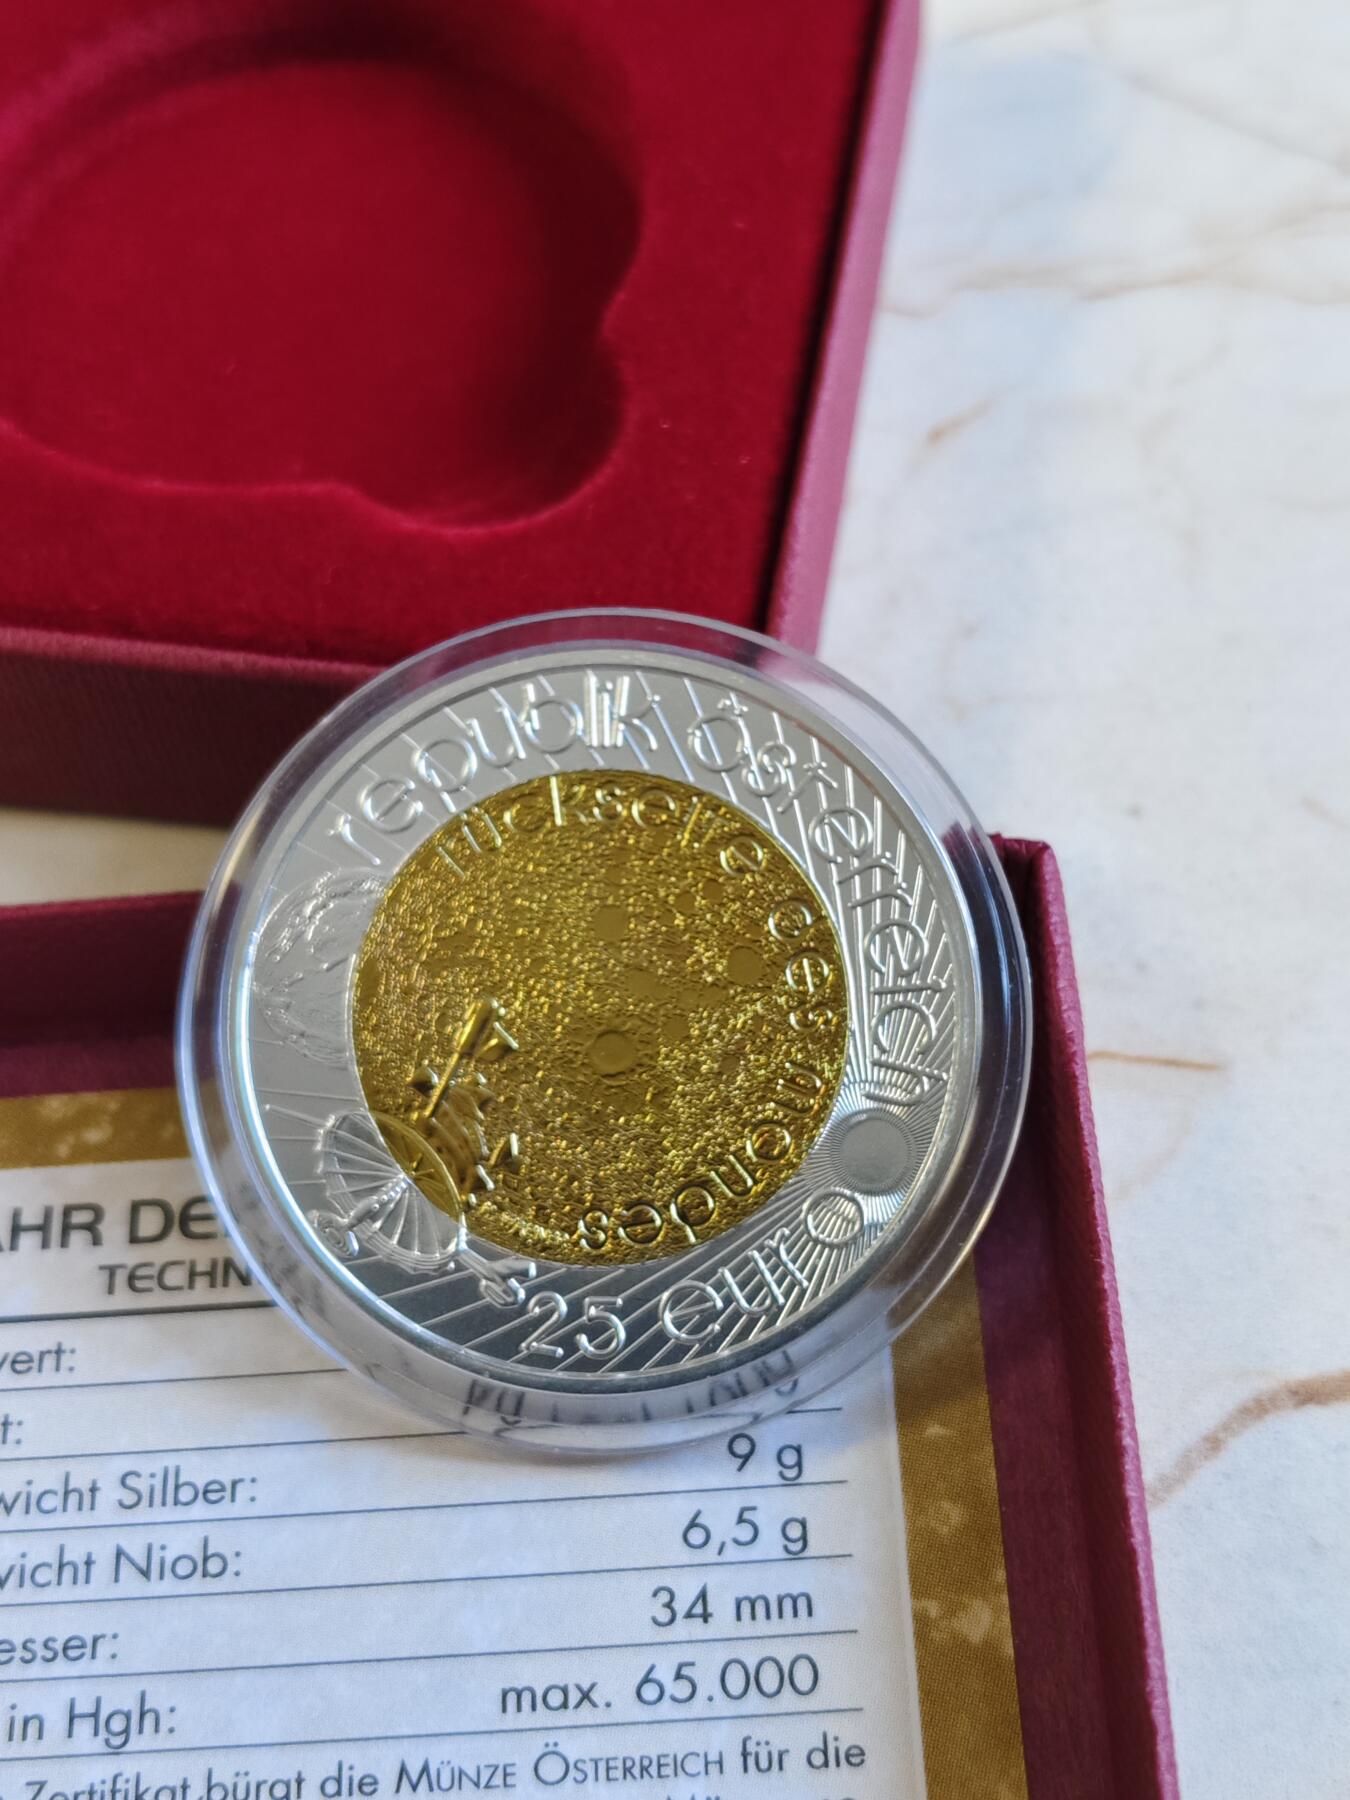 republik Österreich
rückseite des mondes
25 euro
AHR DE
TECHN
wert:
t:
wicht Silber: 9 g
wicht Niob: 6,5 g
esser: 34 mm
in Hgh: max. 65.000
Zertifikat bürgt die MÜNZE ÖSTERREICH für die